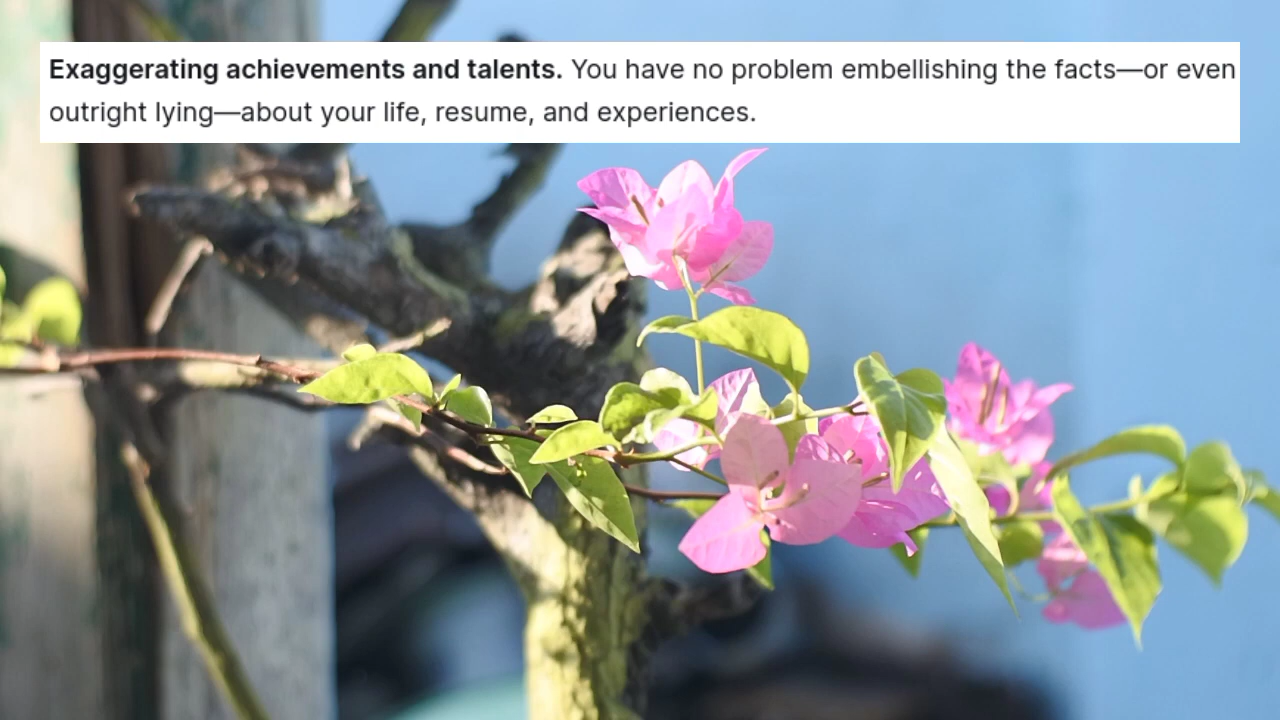 Exaggerating achievements and talents. You have no problem embellishing the facts—or even
outright lying—about your life, resume, and experiences.